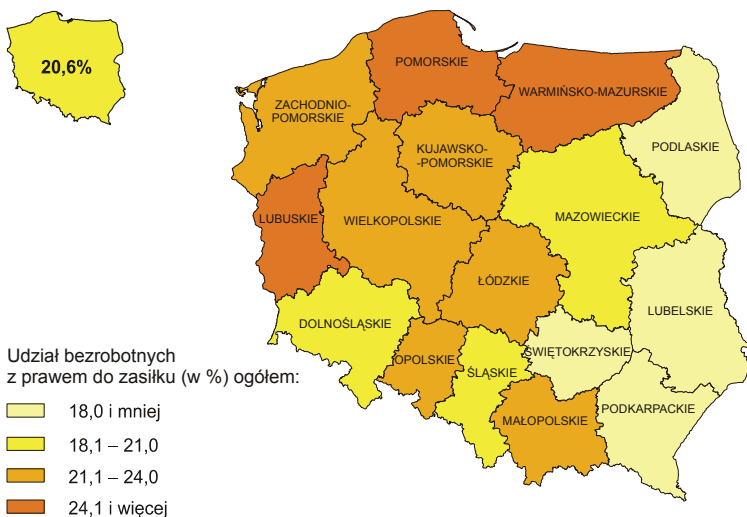 20,6%
POMORSKIE
WARMIŃSKO-MAZURSKIE
ZACHODNIO-
POMORSKIE
KUJAWSKO-
-POMORSKIE
PODLASKIE
LUBUSKIE
WIELKOPOLSKIE
MAZOWIECKIE
ŁÓDZKIE
LUBELSKIE
DOLNOŚLĄSKIE
OPOLSKIE
ŚLĄSKIE
ŚWIĘTOKRZYSKIE
MAŁOPOLSKIE
PODKARPACKIE
Udział bezrobotnych
z prawem do zasiłku (w %) ogółem:
18,0 i mniej
18,1 – 21,0
21,1 – 24,0
24,1 i więcej